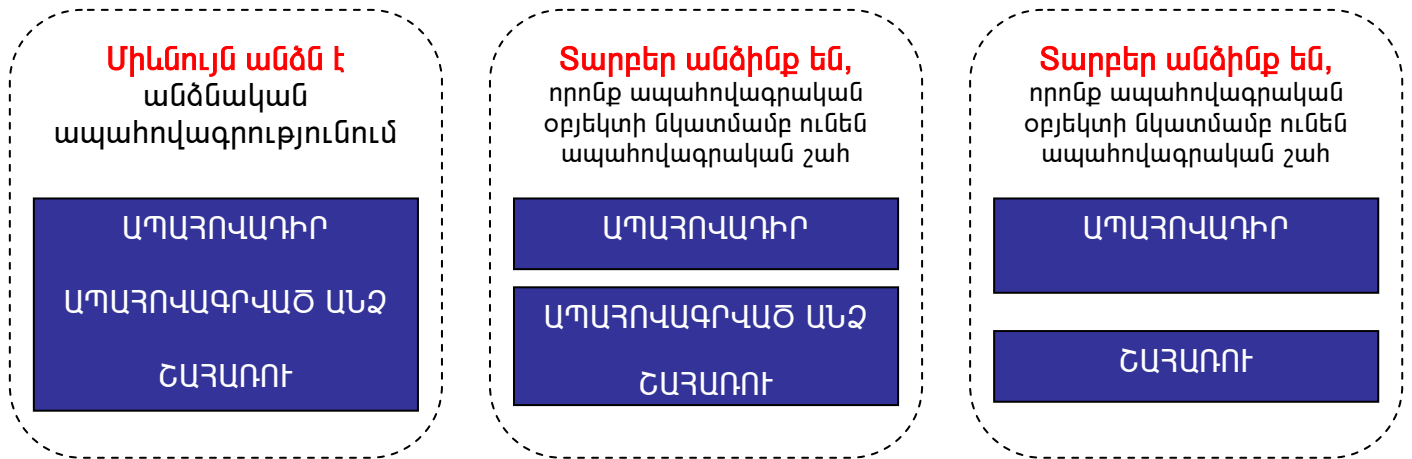 Միևնույն անձն է
անձնական
ապահովագրությունում
ԱՊԱՀՈՎԱԴԻՐ
ԱՊԱՀՈՎԱԳՐՎԱԾ ԱՆՁ
ՇԱՀԱՌՈՒ
Տարբեր անձինք են,
որոնք ապահովագրական
օբյեկտի նկատմամբ ունեն
ապահովագրական շահ
ԱՊԱՀՈՎԱԴԻՐ
ԱՊԱՀՈՎԱԳՐՎԱԾ ԱՆՁ
ՇԱՀԱՌՈՒ
Տարբեր անձինք են,
որոնք ապահովագրական
օբյեկտի նկատմամբ ունեն
ապահովագրական շահ
ԱՊԱՀՈՎԱԴԻՐ
ՇԱՀԱՌՈՒ